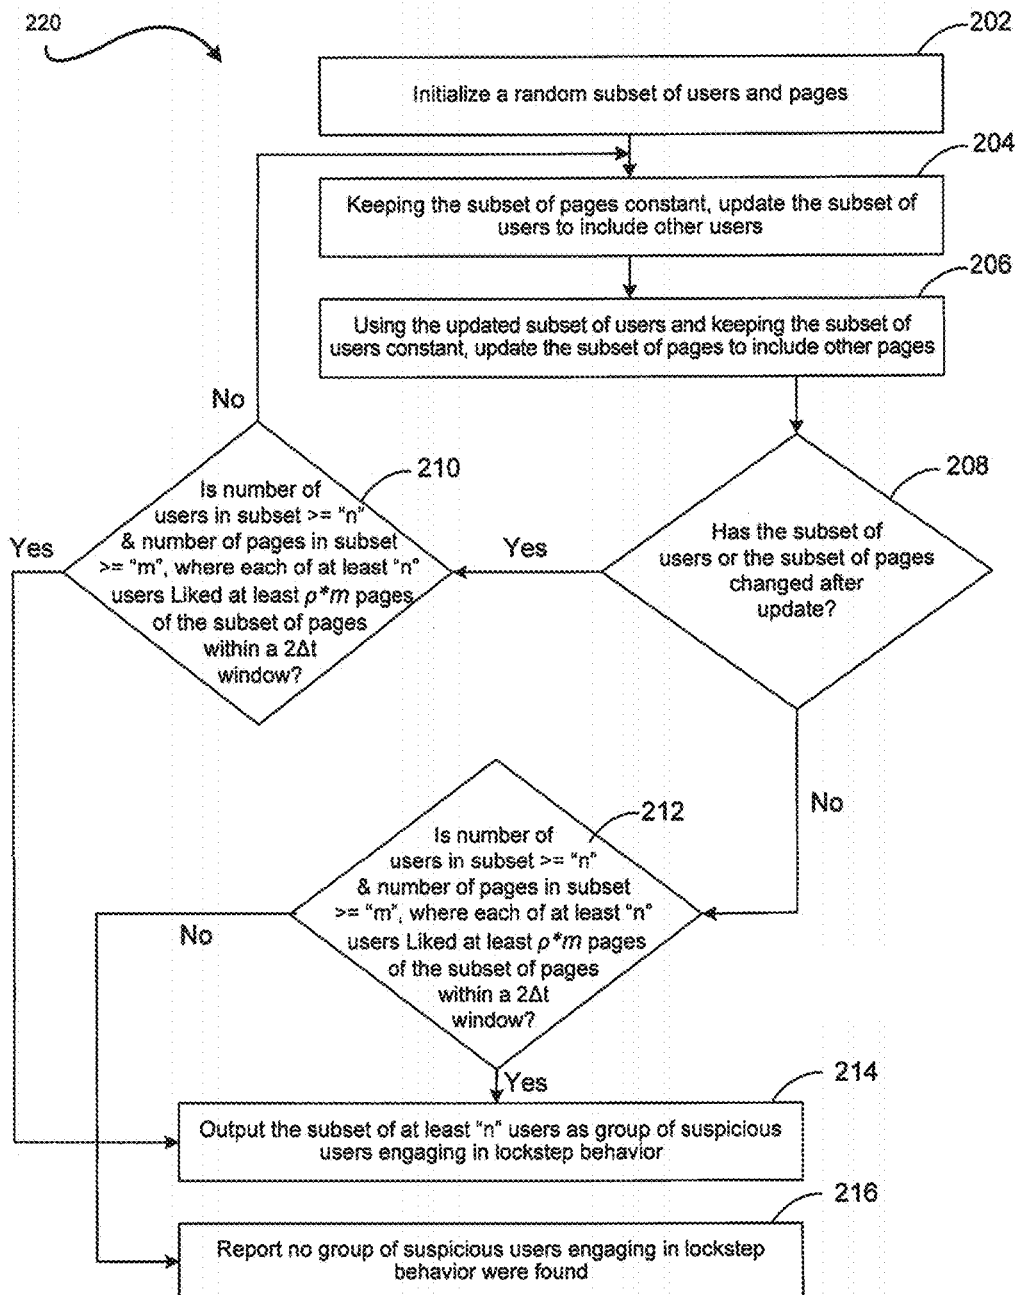 220
202
Initialize a random subset of users and pages
204
Keeping the subset of pages constant, update the subset of
users to include other users
206
Using the updated subset of users and keeping the subset of
users constant, update the subset of pages to include other pages
No
210
208
Is number of
users in subset >= "n"
& number of pages in subset
>= "m", where each of at least "n"
users Liked at least ρ*m pages
of the subset of pages
within a 2Δt
window?
Yes
Yes
Has the subset of
users or the subset of pages
changed after
update?
No
212
Is number of
users in subset >= "n"
& number of pages in subset
>= "m", where each of at least "n"
users Liked at least ρ*m pages
of the subset of pages
within a 2Δt
window?
No
Yes
214
Output the subset of at least "n" users as group of suspicious
users engaging in lockstep behavior
216
Report no group of suspicious users engaging in lockstep
behavior were found